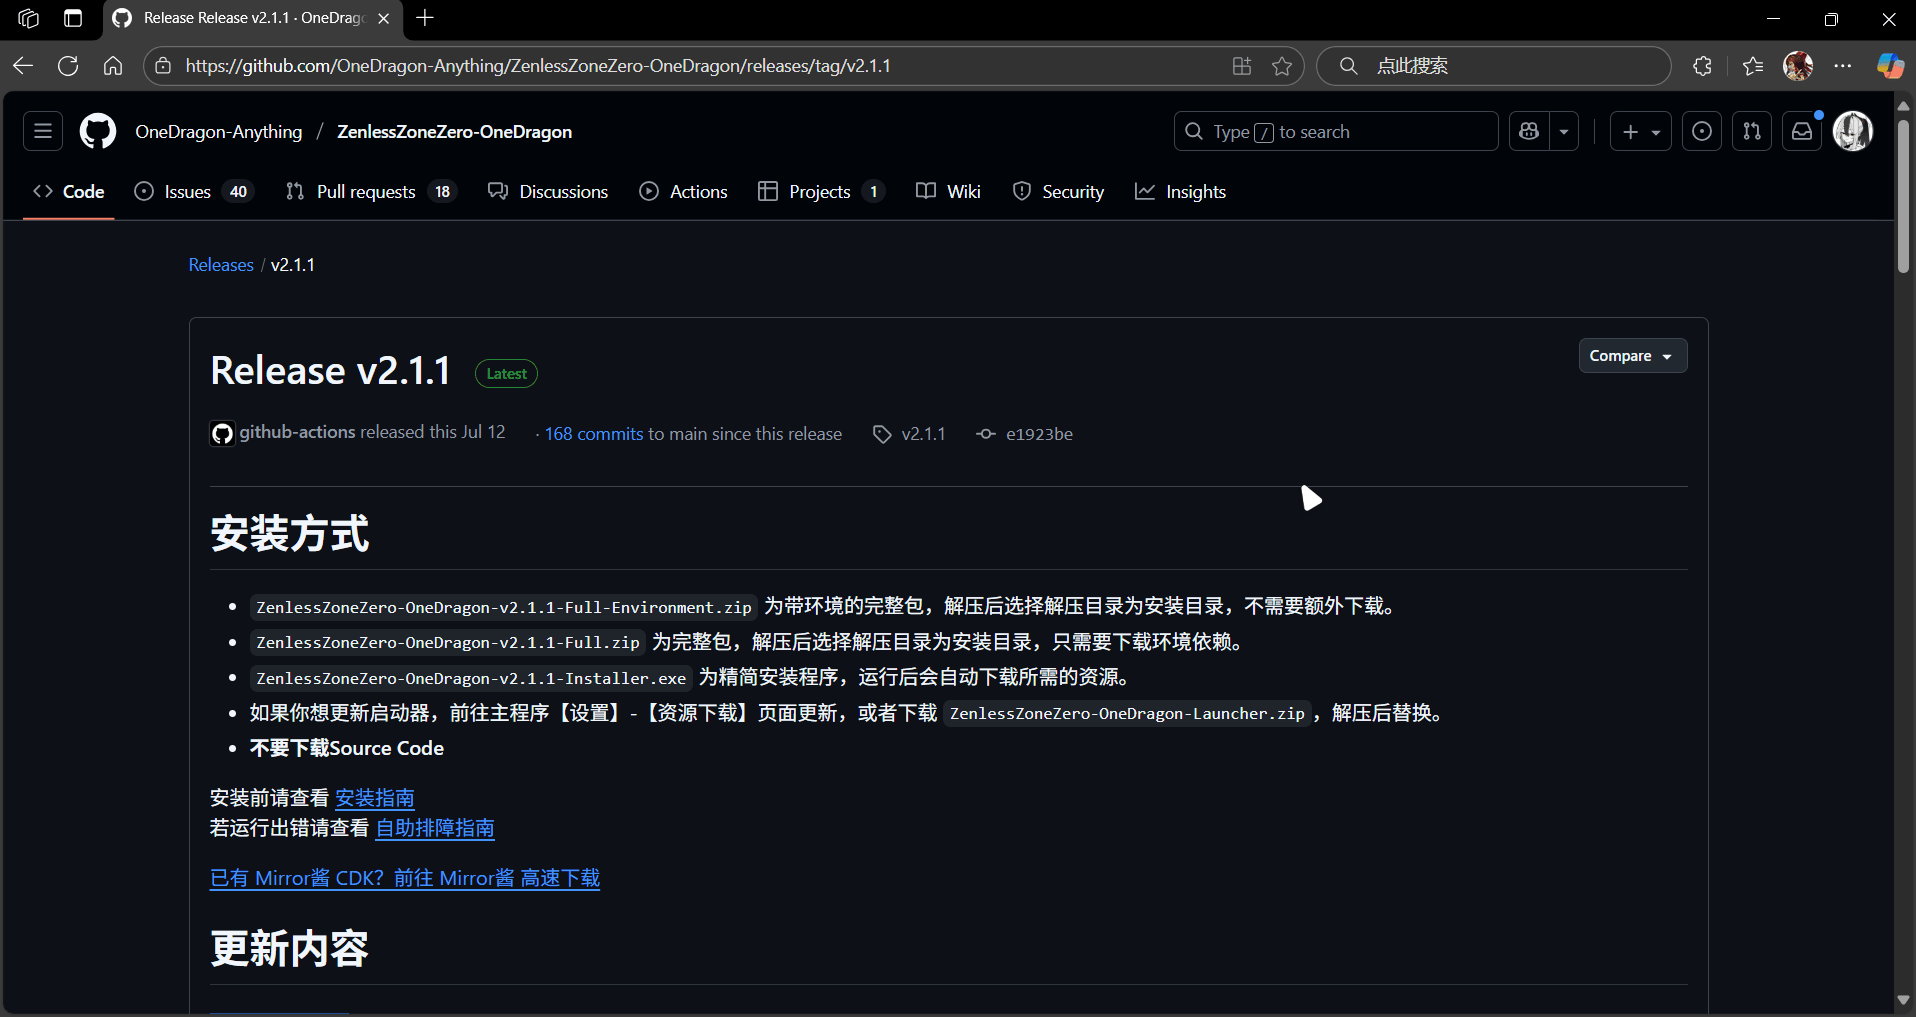 Release Release v2.1.1 · OneDrag
https://github.com/OneDragon-Anything/ZenlessZoneZero-OneDragon/releases/tag/v2.1.1
点此搜索
OneDragon-Anything / ZenlessZoneZero-OneDragon
Type / to search
Code
Issues 40
Pull requests 18
Discussions
Actions
Projects 1
Wiki
Security
Insights
Releases / v2.1.1
Release v2.1.1 Latest
Compare
github-actions released this Jul 12 · 168 commits to main since this release v2.1.1 e1923be
安装方式
ZenlessZoneZero-OneDragon-v2.1.1-Full-Environment.zip 为带环境的完整包，解压后选择解压目录为安装目录，不需要额外下载。
ZenlessZoneZero-OneDragon-v2.1.1-Full.zip 为完整包，解压后选择解压目录为安装目录，只需要下载环境依赖。
ZenlessZoneZero-OneDragon-v2.1.1-Installer.exe 为精简安装程序，运行后会自动下载所需的资源。
如果你想更新启动器，前往主程序【设置】-【资源下载】页面更新，或者下载 ZenlessZoneZero-OneDragon-Launcher.zip，解压后替换。
不要下载Source Code
安装前请查看 安装指南
若运行出错请查看 自助排障指南
已有 Mirror酱 CDK？前往 Mirror酱 高速下载
更新内容